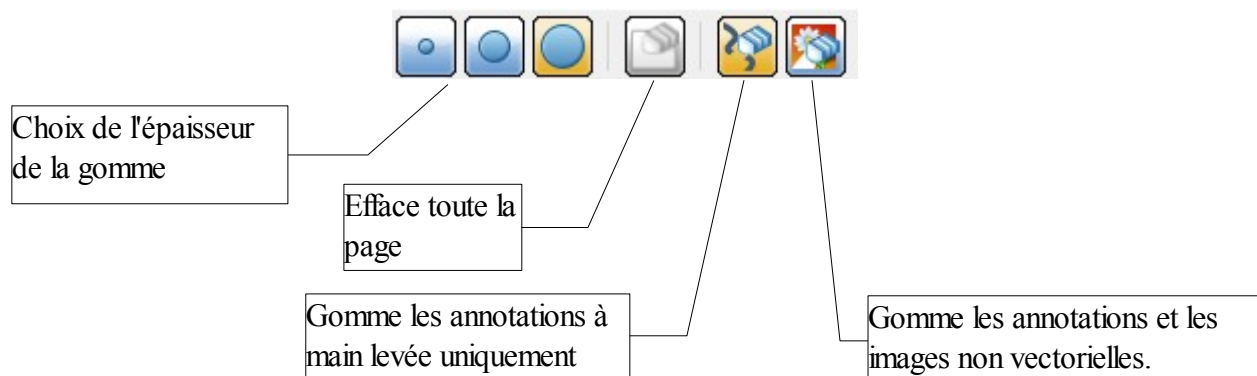 Choix de l'épaisseur
de la gomme
Efface toute la
page
Gomme les annotations à
main levée uniquement
Gomme les annotations et les
images non vectorielles.